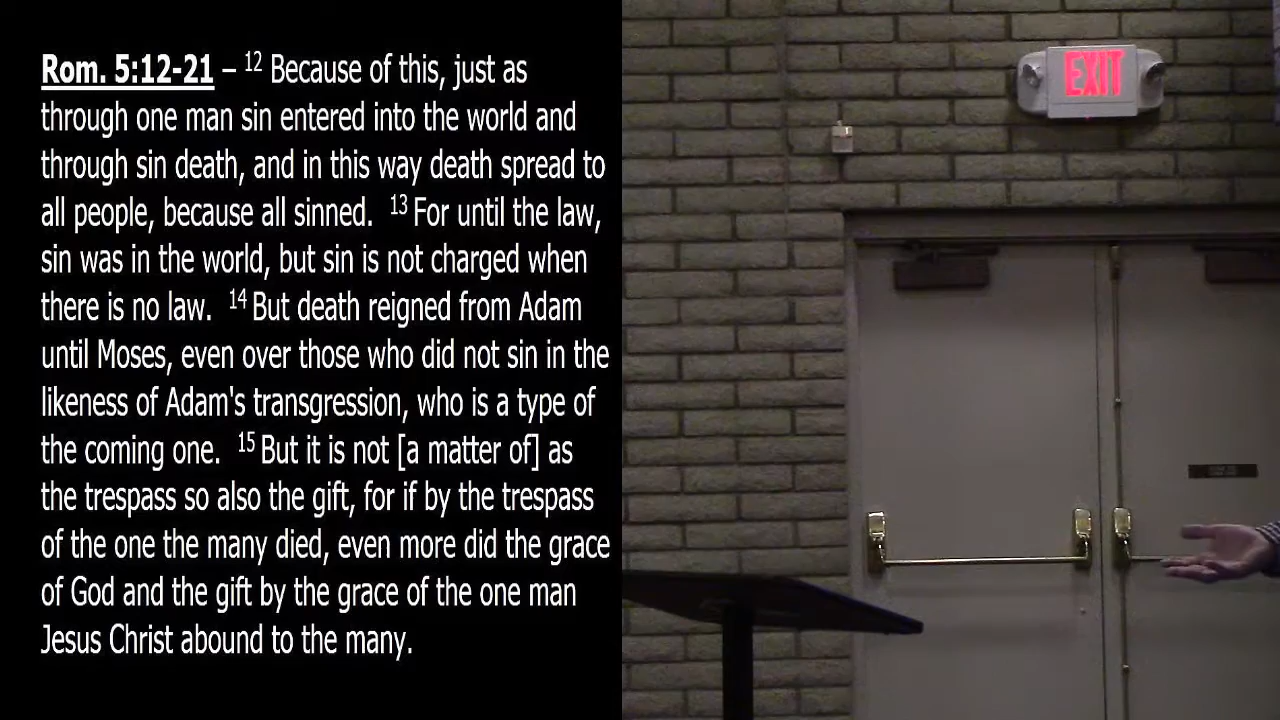 Rom. 5:12-21 – 12 Because of this, just as
through one man sin entered into the world and
through sin death, and in this way death spread to
all people, because all sinned. 13 For until the law,
sin was in the world, but sin is not charged when
there is no law. 14 But death reigned from Adam
until Moses, even over those who did not sin in the
likeness of Adam's transgression, who is a type of
the coming one. 15 But it is not [a matter of] as
the trespass so also the gift, for if by the trespass
of the one the many died, even more did the grace
of God and the gift by the grace of the one man
Jesus Christ abound to the many.
EXIT